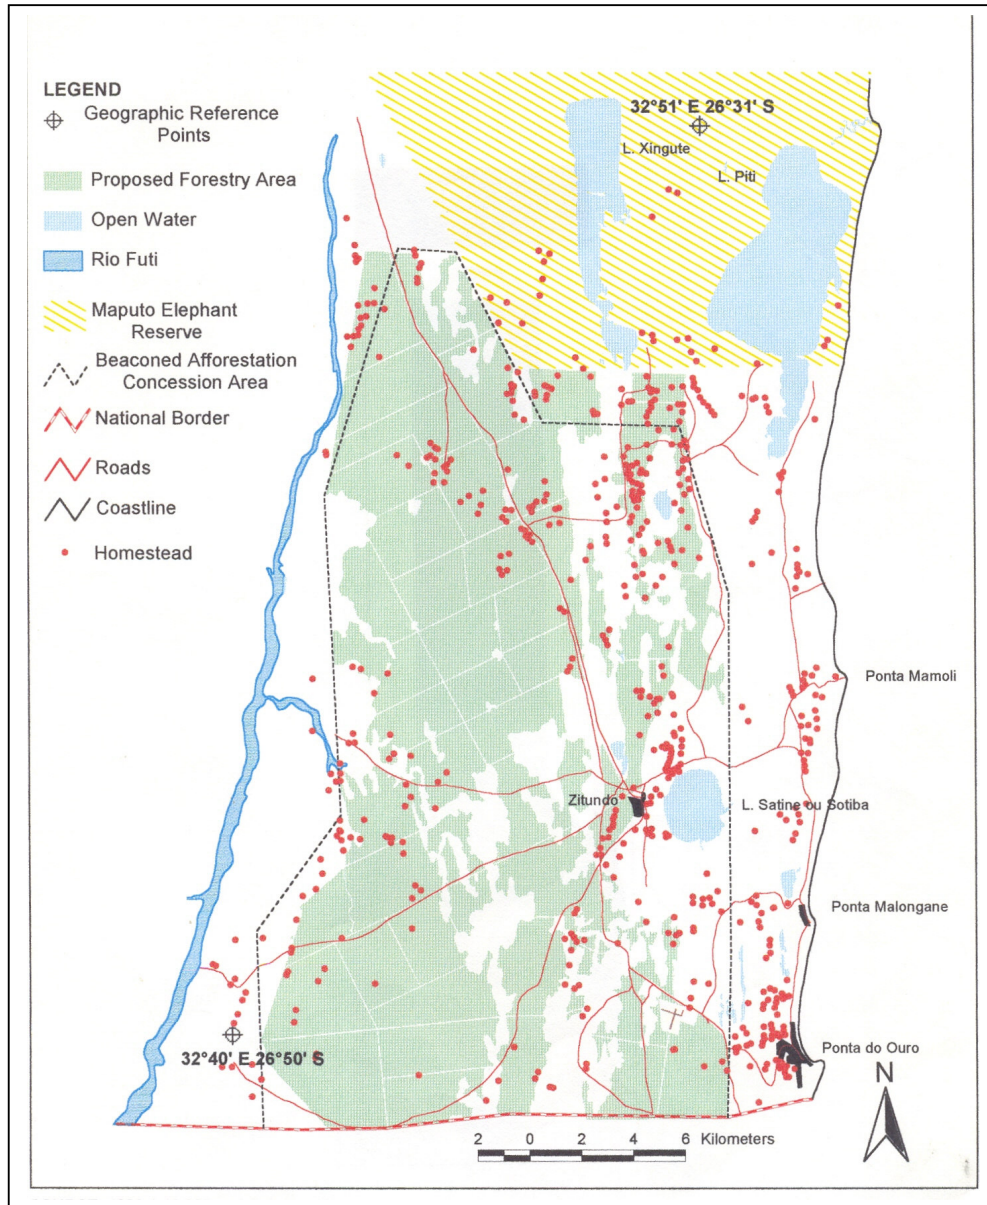 LEGEND
Geographic Reference
Points
Proposed Forestry Area
Open Water
Rio Futi
Maputo Elephant
Reserve
Beaconed Afforestation
Concession Area
National Border
Roads
Coastline
Homestead
32°51' E 26°31' S
L. Xingute
L. Piti
Ponta Mamoli
Zitundo
L. Satine ou Sotiba
Ponta Malongane
32°40' E 26°50' S
Ponta do Ouro
N
2 0 2 4 6 Kilometers